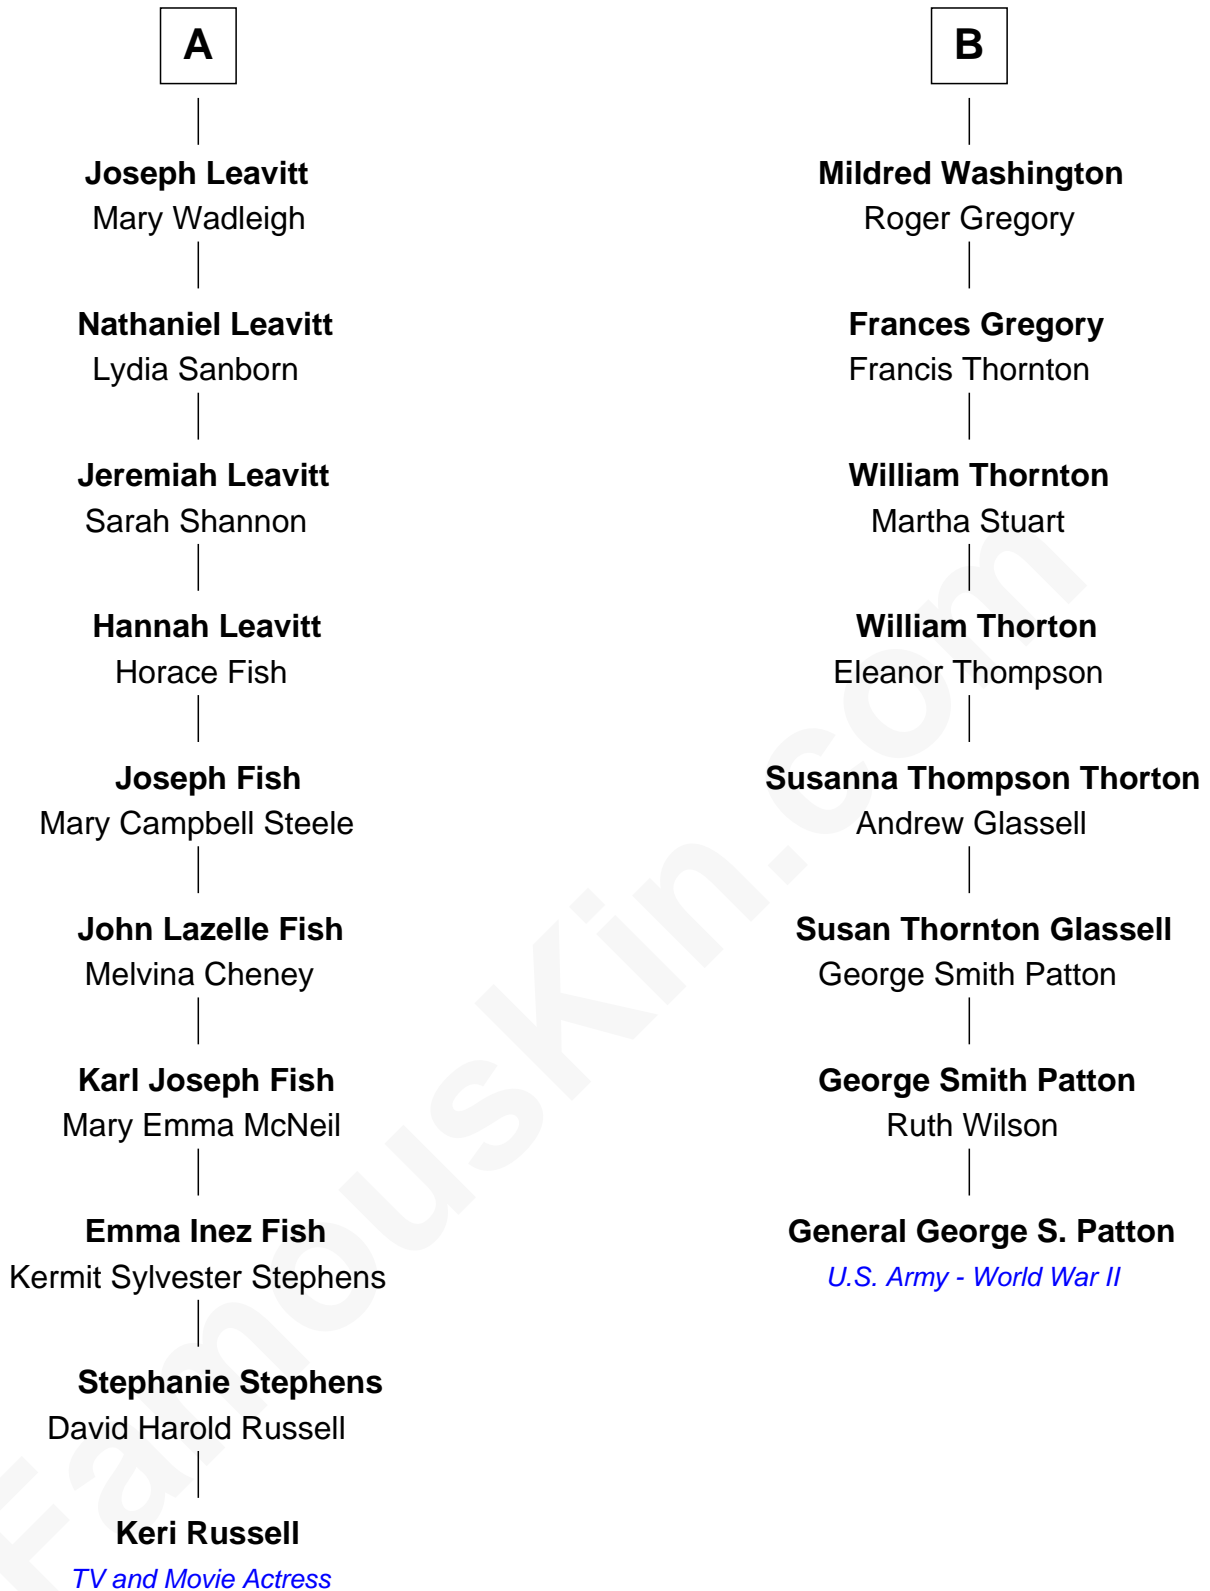 A
Joseph Leavitt
Mary Wadleigh
Nathaniel Leavitt
Lydia Sanborn
Jeremiah Leavitt
Sarah Shannon
Hannah Leavitt
Horace Fish
Joseph Fish
Mary Campbell Steele
John Lazelle Fish
Melvina Cheney
Karl Joseph Fish
Mary Emma McNeil
Emma Inez Fish
Kermit Sylvester Stephens
Stephanie Stephens
David Harold Russell
Keri Russell
TV and Movie Actress
B
Mildred Washington
Roger Gregory
Frances Gregory
Francis Thornton
William Thornton
Martha Stuart
William Thorton
Eleanor Thompson
Susanna Thompson Thorton
Andrew Glassell
Susan Thornton Glassell
George Smith Patton
George Smith Patton
Ruth Wilson
General George S. Patton
U.S. Army - World War II
FamousKin.com